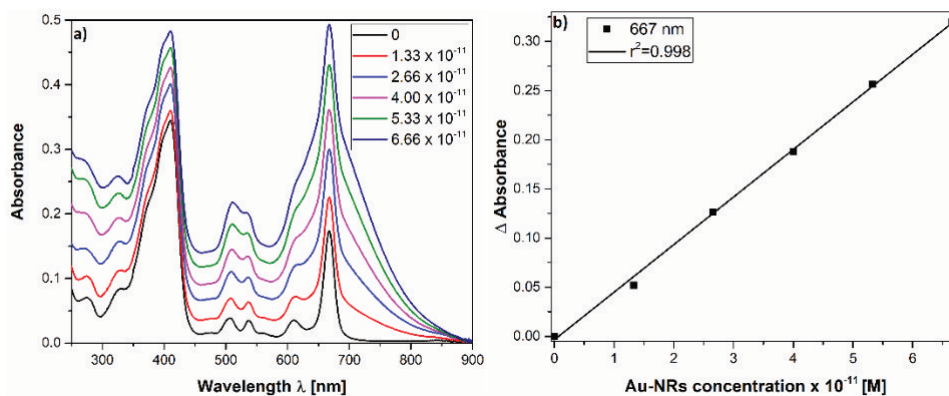 a)
0
1.33 x 10⁻¹¹
2.66 x 10⁻¹¹
4.00 x 10⁻¹¹
5.33 x 10⁻¹¹
6.66 x 10⁻¹¹
0.5
0.4
0.3
0.2
0.1
0.0
Absorbance
300 400 500 600 700 800 900
Wavelength λ [nm]
b)
667 nm
r²=0.998
0.30
0.25
0.20
0.15
0.10
0.05
0.00
Δ Absorbance
0 1 2 3 4 5 6
Au-NRs concentration x 10⁻¹¹ [M]